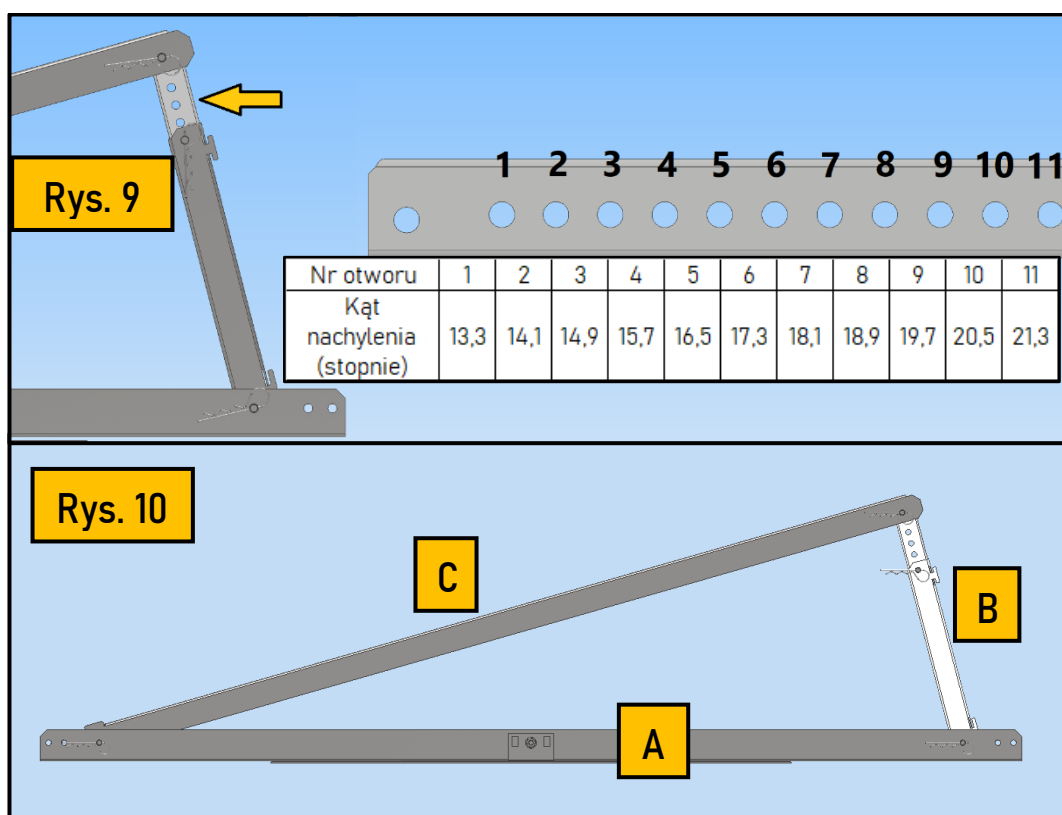 Rys. 9
1 2 3 4 5 6 7 8 9 10 11
Nr otworu 1 2 3 4 5 6 7 8 9 10 11
Kąt
nachylenia
(stopnie) 13,3 14,1 14,9 15,7 16,5 17,3 18,1 18,9 19,7 20,5 21,3
Rys. 10
C
B
A